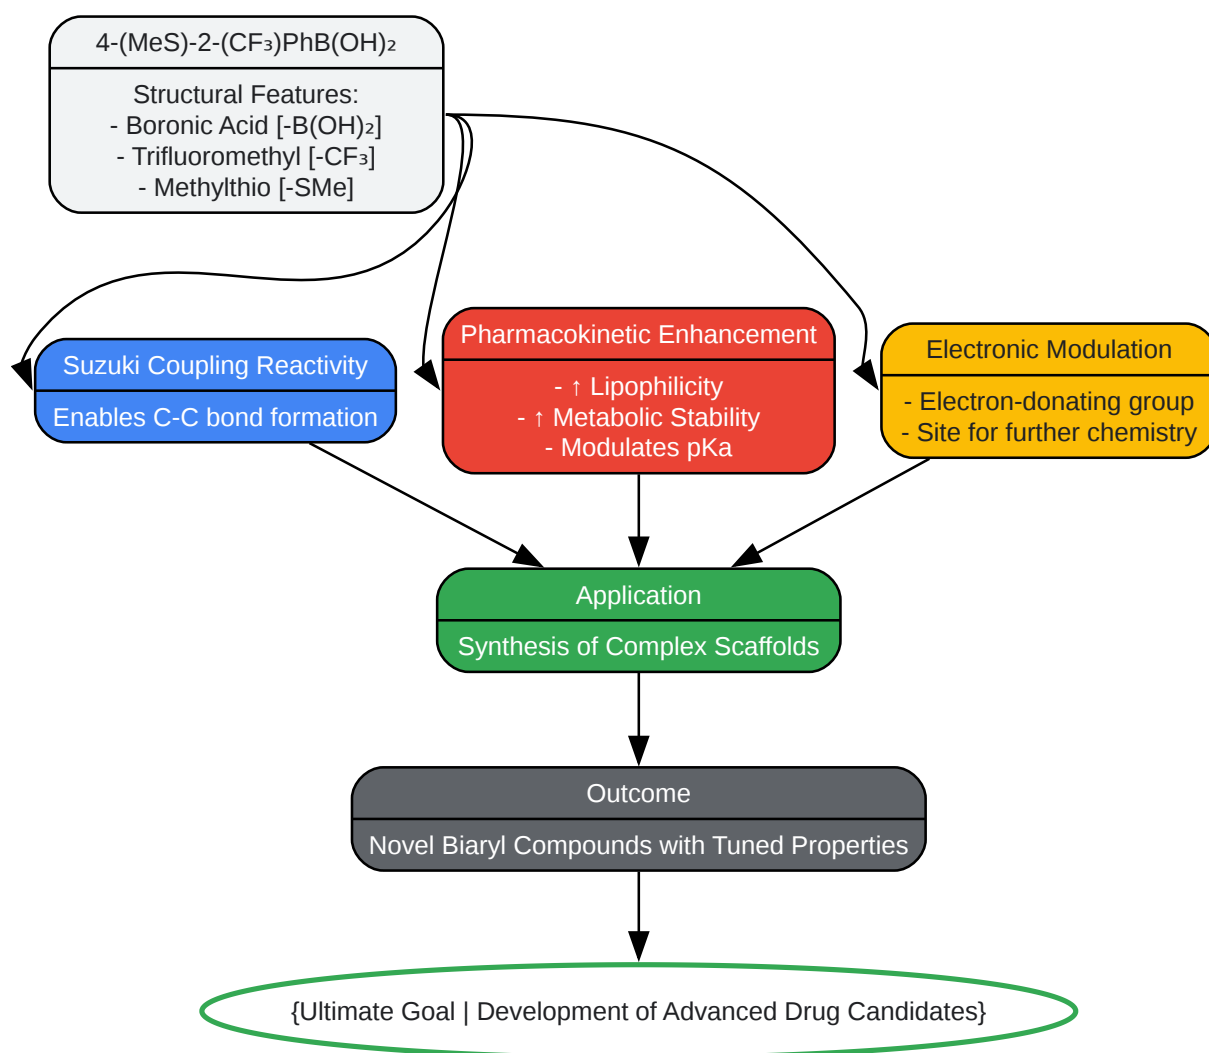 4-(MeS)-2-(CF₃)PhB(OH)₂
Structural Features:
- Boronic Acid [-B(OH)₂]
- Trifluoromethyl [-CF₃]
- Methylthio [-SMe]
Suzuki Coupling Reactivity
Enables C-C bond formation
Pharmacokinetic Enhancement
- ↑ Lipophilicity
- ↑ Metabolic Stability
- Modulates pKa
Electronic Modulation
- Electron-donating group
- Site for further chemistry
Application
Synthesis of Complex Scaffolds
Outcome
Novel Biaryl Compounds with Tuned Properties
{Ultimate Goal | Development of Advanced Drug Candidates}